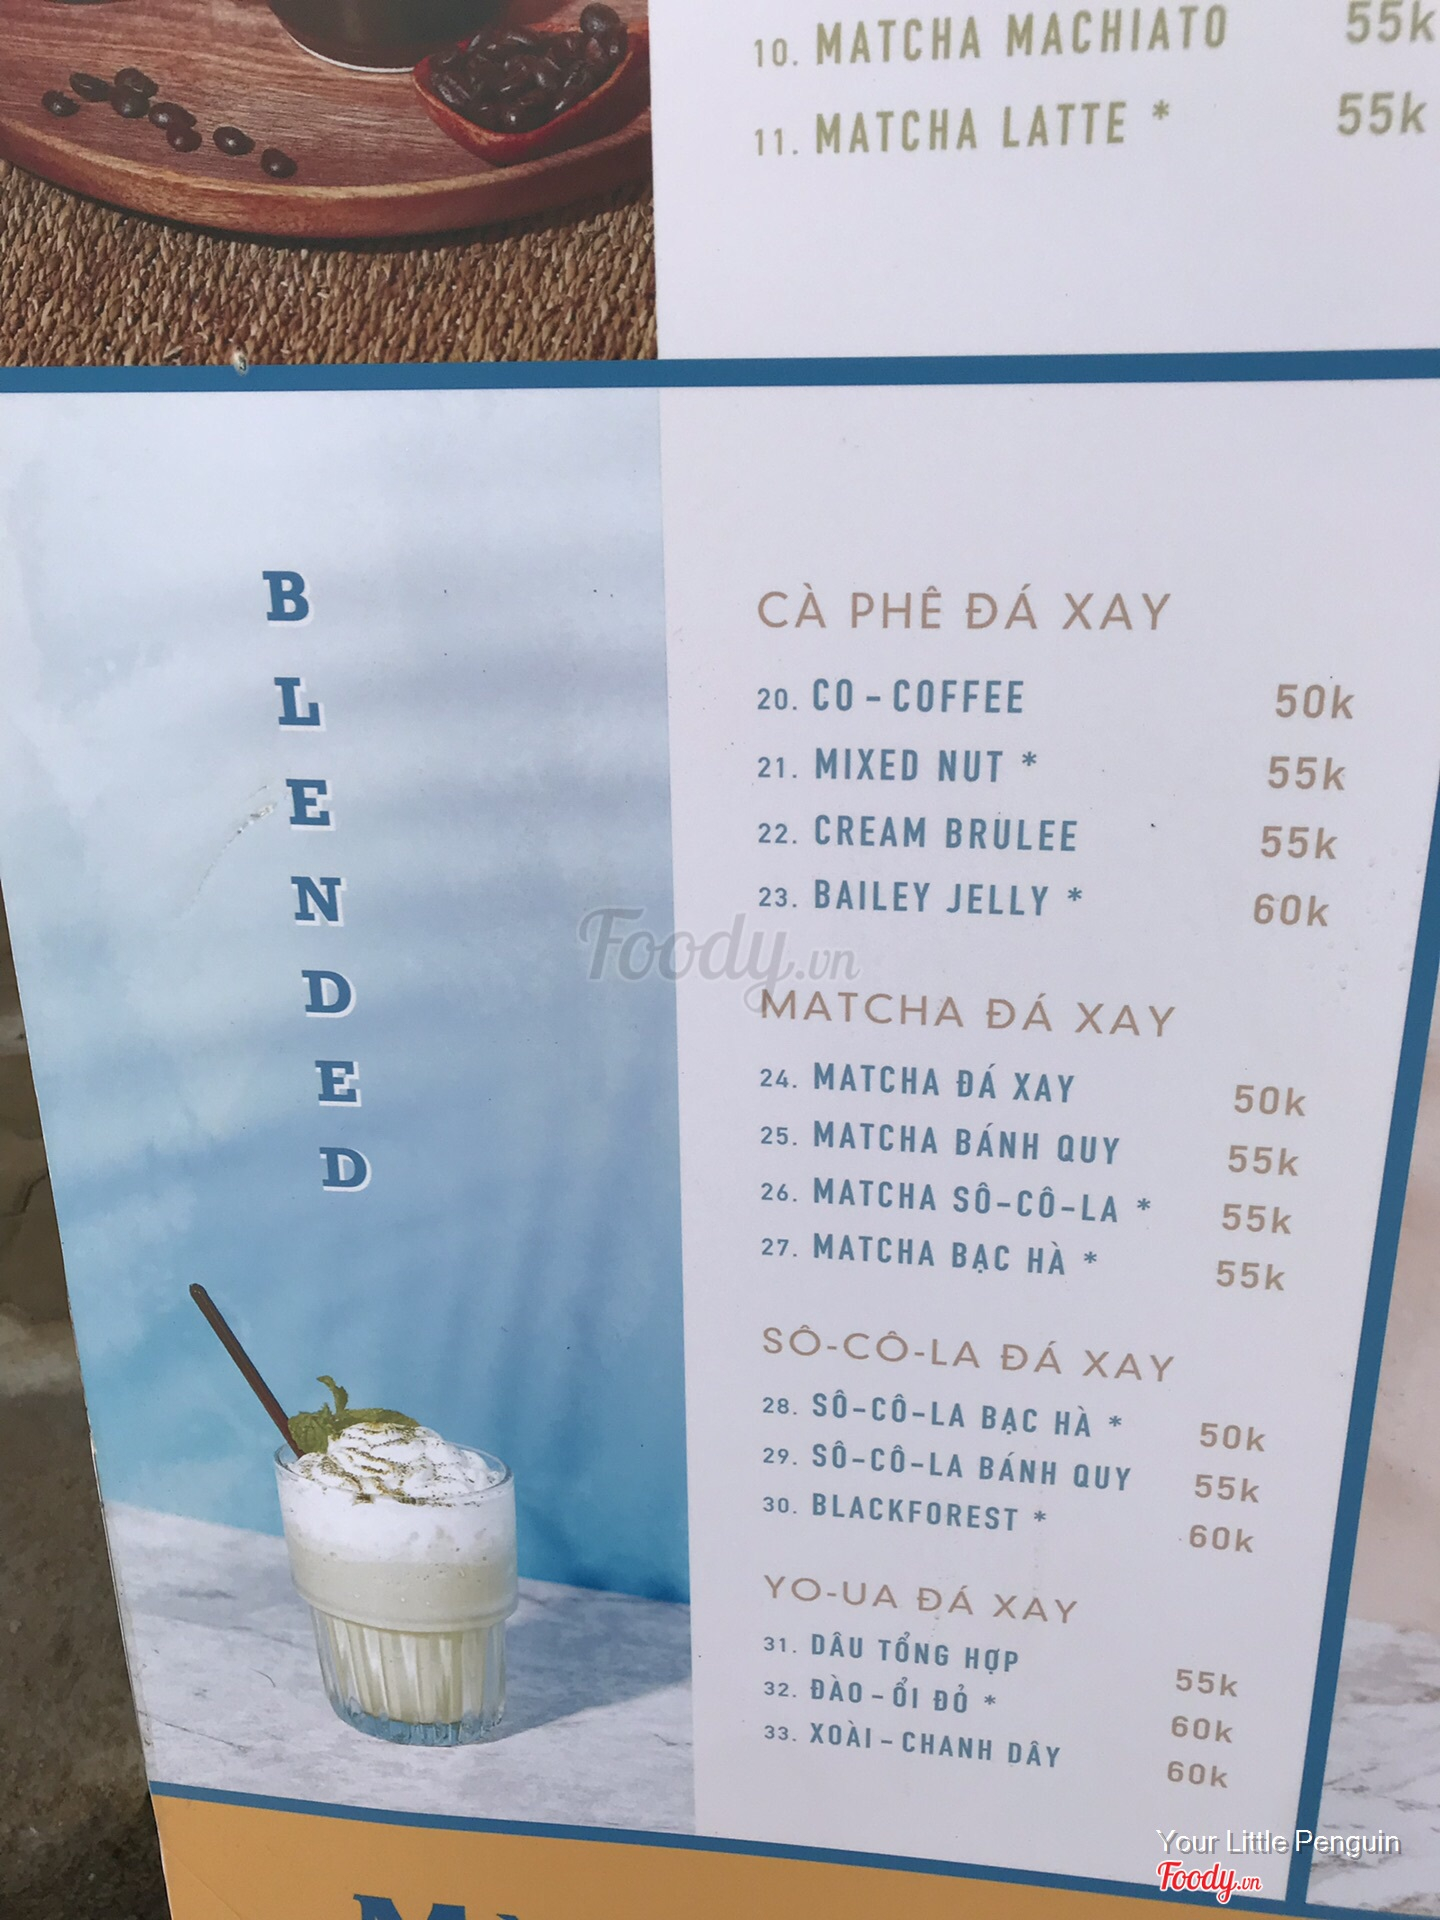 10. MATCHA MACHIATO 55k
11. MATCHA LATTE * 55k
BLENDED
CÀ PHÊ ĐÁ XAY
20. CO-COFFEE 50k
21. MIXED NUT * 55k
22. CREAM BRULEE 55k
23. BAILEY JELLY * 60k
Foody.vn
MATCHA ĐÁ XAY
24. MATCHA ĐÁ XAY 50k
25. MATCHA BÁNH QUY 55k
26. MATCHA SÔ-CÔ-LA * 55k
27. MATCHA BẠC HÀ * 55k
SÔ-CÔ-LA ĐÁ XAY
28. SÔ-CÔ-LA BẠC HÀ * 50k
29. SÔ-CÔ-LA BÁNH QUY 55k
30. BLACKFOREST * 60k
YO-UA ĐÁ XAY
31. DÂU TỔNG HỢP 55k
32. ĐÀO-ỔI ĐỎ * 60k
33. XOÀI-CHANH DÂY 60k
Your Little Penguin
Foody.vn